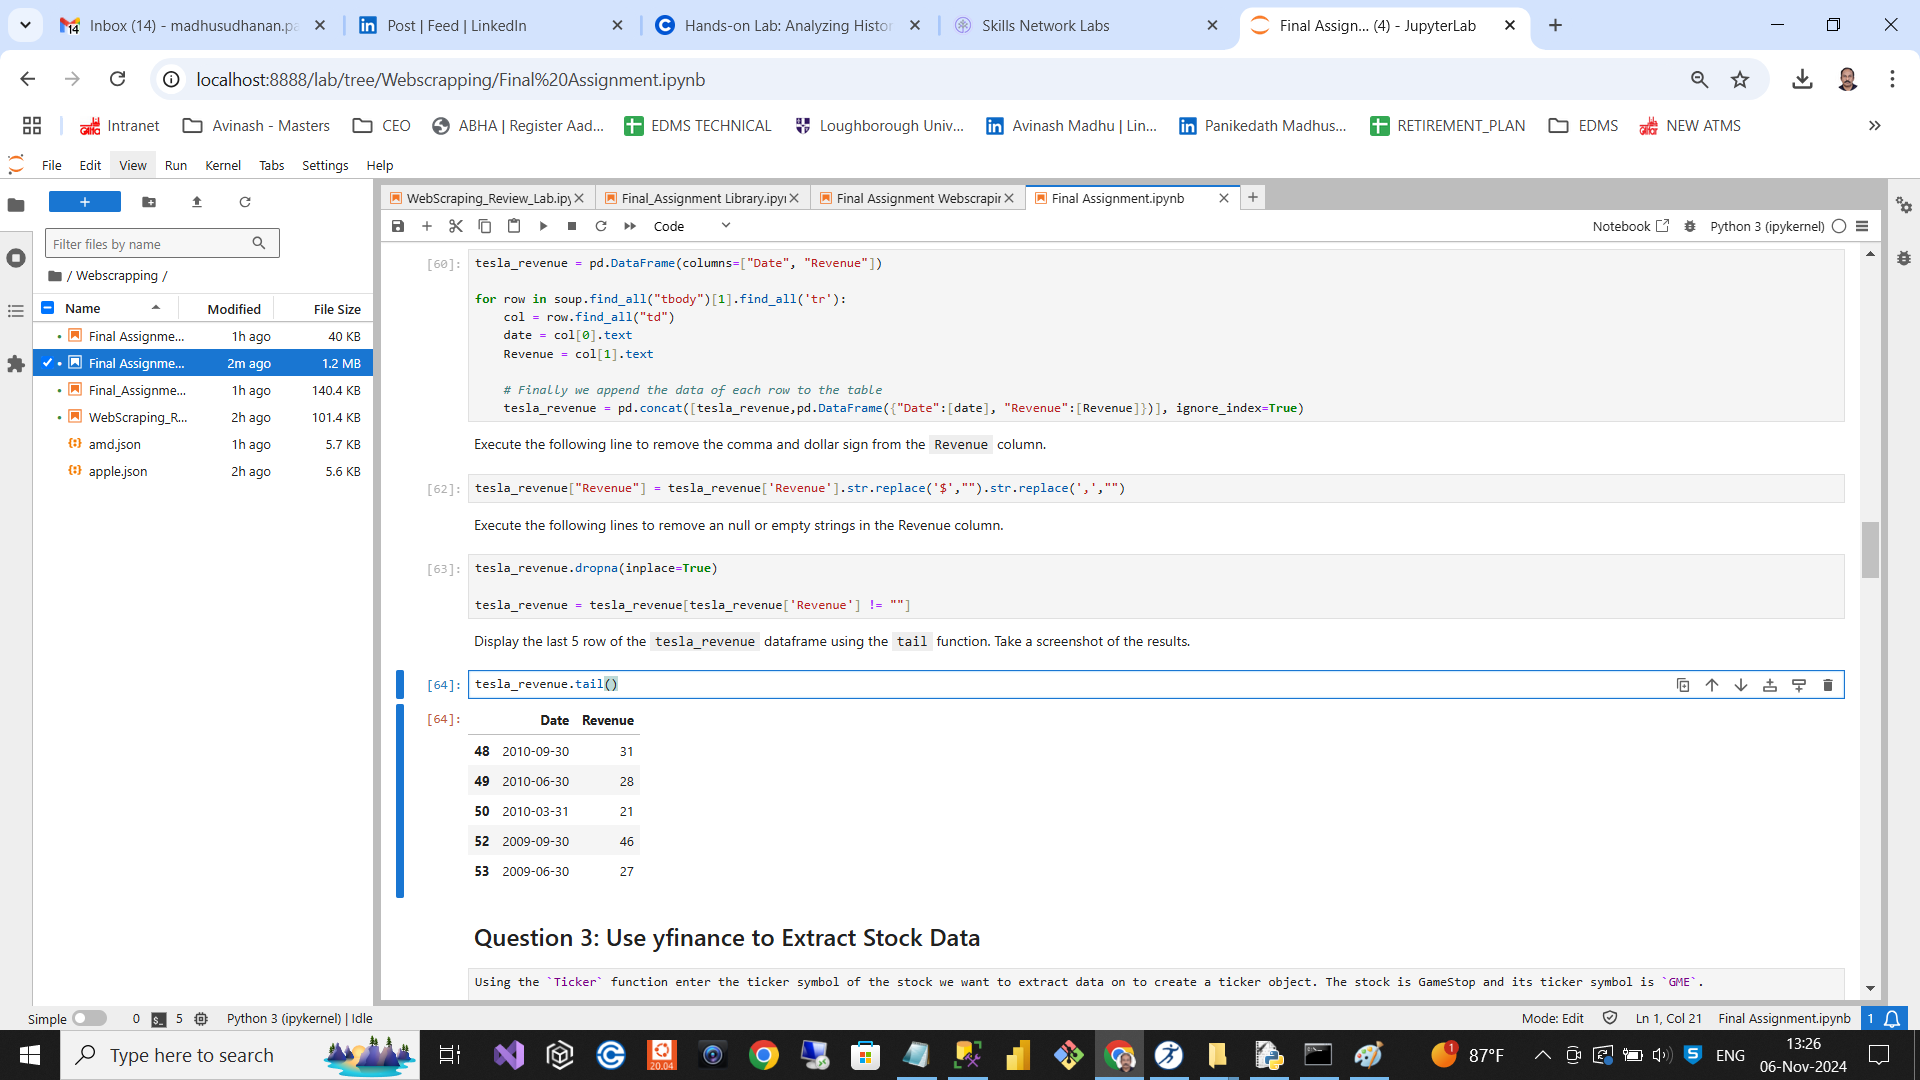 Inbox (14) - madhusudhanan.pa
Post | Feed | LinkedIn
Hands-on Lab: Analyzing Histor
Skills Network Labs
Final Assign... (4) - JupyterLab
localhost:8888/lab/tree/Webscrapping/Final%20Assignment.ipynb
Intranet
Avinash - Masters
CEO
ABHA | Register Aad...
EDMS TECHNICAL
Loughborough Univ...
Avinash Madhu | Lin...
Panikedath Madhus...
RETIREMENT_PLAN
EDMS
NEW ATMS
File Edit View Run Kernel Tabs Settings Help
Filter files by name
/ Webscrapping /
Name Modified File Size
Final Assignme... 1h ago 40 KB
Final Assignme... 2m ago 1.2 MB
Final_Assignme... 1h ago 140.4 KB
WebScraping_R... 2h ago 101.4 KB
amd.json 1h ago 5.7 KB
apple.json 2h ago 5.6 KB
WebScraping_Review_Lab.ipy
Final_Assignment Library.ipyn
Final Assignment Webscrapin
Final Assignment.ipynb
Code
Notebook
Python 3 (ipykernel)
[60]:
tesla_revenue = pd.DataFrame(columns=["Date", "Revenue"])
for row in soup.find_all("tbody")[1].find_all('tr'):
    col = row.find_all("td")
    date = col[0].text
    Revenue = col[1].text
    # Finally we append the data of each row to the table
    tesla_revenue = pd.concat([tesla_revenue,pd.DataFrame({"Date":[date], "Revenue":[Revenue]})], ignore_index=True)
Execute the following line to remove the comma and dollar sign from the Revenue column.
[62]:
tesla_revenue["Revenue"] = tesla_revenue['Revenue'].str.replace('$',"").str.replace(',',"")
Execute the following lines to remove an null or empty strings in the Revenue column.
[63]:
tesla_revenue.dropna(inplace=True)
tesla_revenue = tesla_revenue[tesla_revenue['Revenue'] != ""]
Display the last 5 row of the tesla_revenue dataframe using the tail function. Take a screenshot of the results.
[64]:
tesla_revenue.tail()
[64]:
Date Revenue
48 2010-09-30 31
49 2010-06-30 28
50 2010-03-31 21
52 2009-09-30 46
53 2009-06-30 27
Question 3: Use yfinance to Extract Stock Data
Using the `Ticker` function enter the ticker symbol of the stock we want to extract data on to create a ticker object. The stock is GameStop and its ticker symbol is `GME`.
Simple
0
5
Python 3 (ipykernel) | Idle
Mode: Edit
Ln 1, Col 21
Final Assignment.ipynb
1
Type here to search
20.04
1
87°F
ENG
13:26
06-Nov-2024